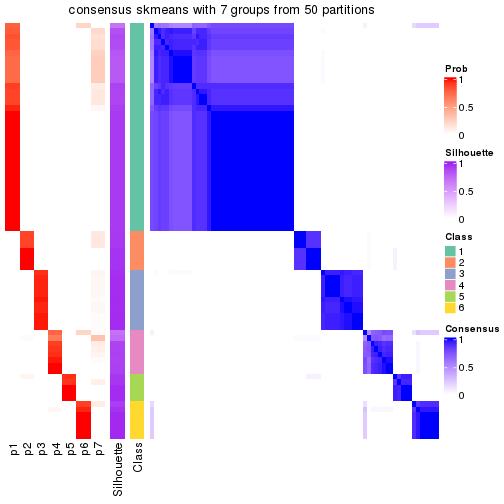 consensus skmeans with 7 groups from 50 partitions
Prob
1
0.5
0
Silhouette
1
0.5
0
Class
1
2
3
4
5
6
Consensus
1
0.5
0
p1
p2
p3
p4
p5
p6
p7
Silhouette
Class